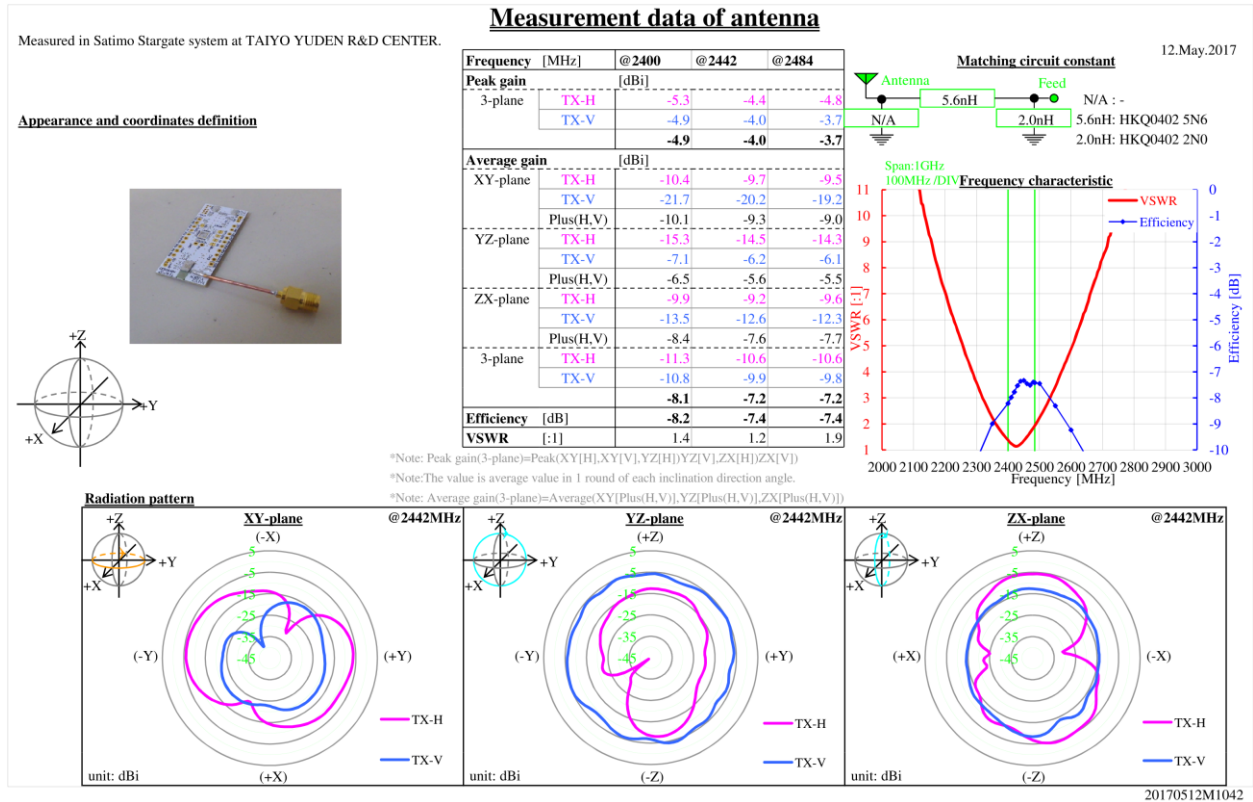 Measurement data of antenna
Measured in Satimo Stargate system at TAIYO YUDEN R&D CENTER.
12.May.2017
Appearance and coordinates definition
+Z
+Y
+X
Frequency [MHz] @2400 @2442 @2484
Peak gain [dBi]
3-plane TX-H -5.3 -4.4 -4.8
TX-V -4.9 -4.0 -3.7
-4.9 -4.0 -3.7
Average gain [dBi]
XY-plane TX-H -10.4 -9.7 -9.5
TX-V -21.7 -20.2 -19.2
Plus(H,V) -10.1 -9.3 -9.0
YZ-plane TX-H -15.3 -14.5 -14.3
TX-V -7.1 -6.2 -6.1
Plus(H,V) -6.5 -5.6 -5.5
ZX-plane TX-H -9.9 -9.2 -9.6
TX-V -13.5 -12.6 -12.3
Plus(H,V) -8.4 -7.6 -7.7
3-plane TX-H -11.3 -10.6 -10.6
TX-V -10.8 -9.9 -9.8
-8.1 -7.2 -7.2
Efficiency [dB] -8.2 -7.4 -7.4
VSWR [:1] 1.4 1.2 1.9
*Note: Peak gain(3-plane)=Peak(XY[H],XY[V],YZ[H])YZ[V],ZX[H])ZX[V])
*Note:The value is average value in 1 round of each inclination direction angle.
*Note: Average gain(3-plane)=Average(XY[Plus(H,V)],YZ[Plus(H,V)],ZX[Plus(H,V)])
Matching circuit constant
Antenna
Feed
5.6nH
N/A
2.0nH
N/A : -
5.6nH: HKQ0402 5N6
2.0nH: HKQ0402 2N0
Span:1GHz
100MHz /DIV
Frequency characteristic
VSWR
Efficiency
11
10
9
8
7
6
5
4
3
2
1
VSWR [:1]
0
-1
-2
-3
-4
-5
-6
-7
-8
-9
-10
Efficiency [dB]
2000 2100 2200 2300 2400 2500 2600 2700 2800 2900 3000
Frequency [MHz]
Radiation pattern
XY-plane
@2442MHz
+Z
+Y
+X
(-X)
5
-5
-15
-25
-35
-45
(-Y)
(+Y)
(+X)
TX-H
TX-V
unit: dBi
YZ-plane
@2442MHz
+Z
+Y
+X
(+Z)
5
-5
-15
-25
-35
-45
(-Y)
(+Y)
(-Z)
TX-H
TX-V
unit: dBi
ZX-plane
@2442MHz
+Z
+Y
+X
(+Z)
5
-5
-15
-25
-35
-45
(+X)
(-X)
(-Z)
TX-H
TX-V
unit: dBi
20170512M1042